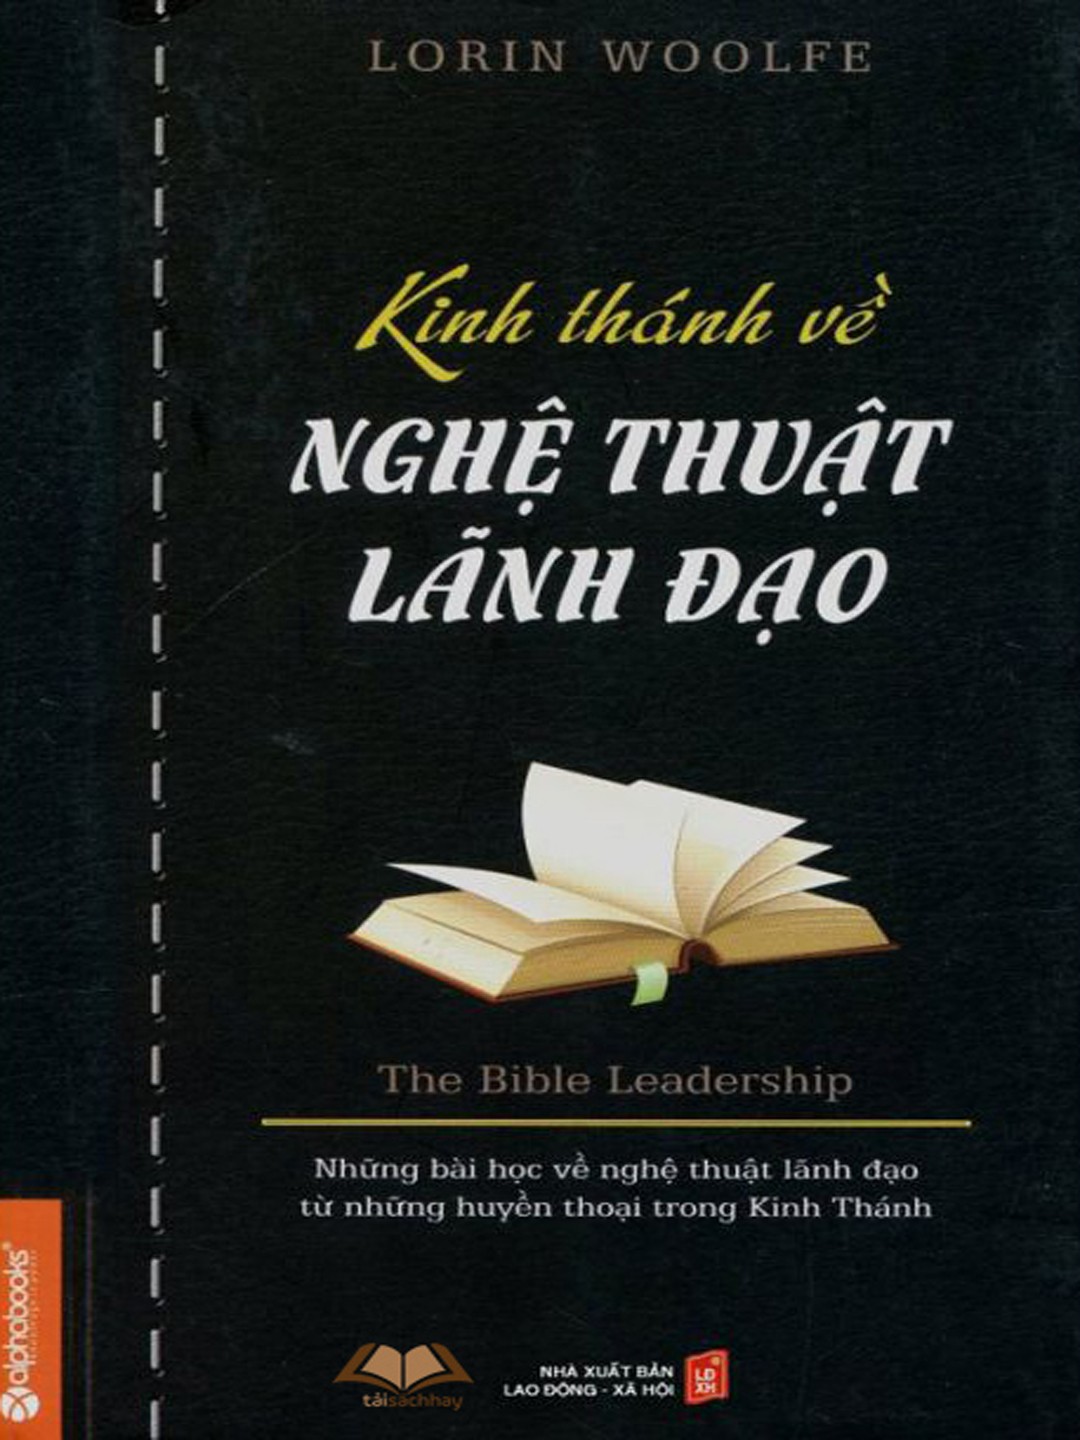 LORIN WOOLFE
Kinh thánh về
NGHỆ THUẬT
LÃNH ĐẠO
The Bible Leadership
Những bài học về nghệ thuật lãnh đạo
từ những huyền thoại trong Kinh Thánh
alphabooks®
tảisáchhay
NHÀ XUẤT BẢN
LAO ĐỘNG - XÃ HỘI
LĐ
XH